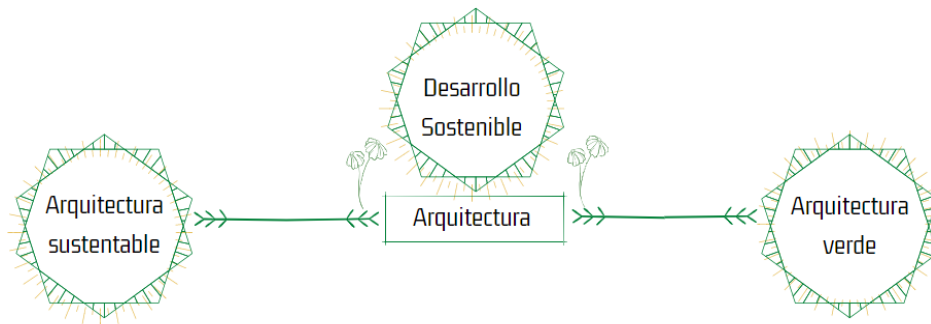 Desarrollo
Sostenible
Arquitectura
sustentable
Arquitectura
Arquitectura
verde